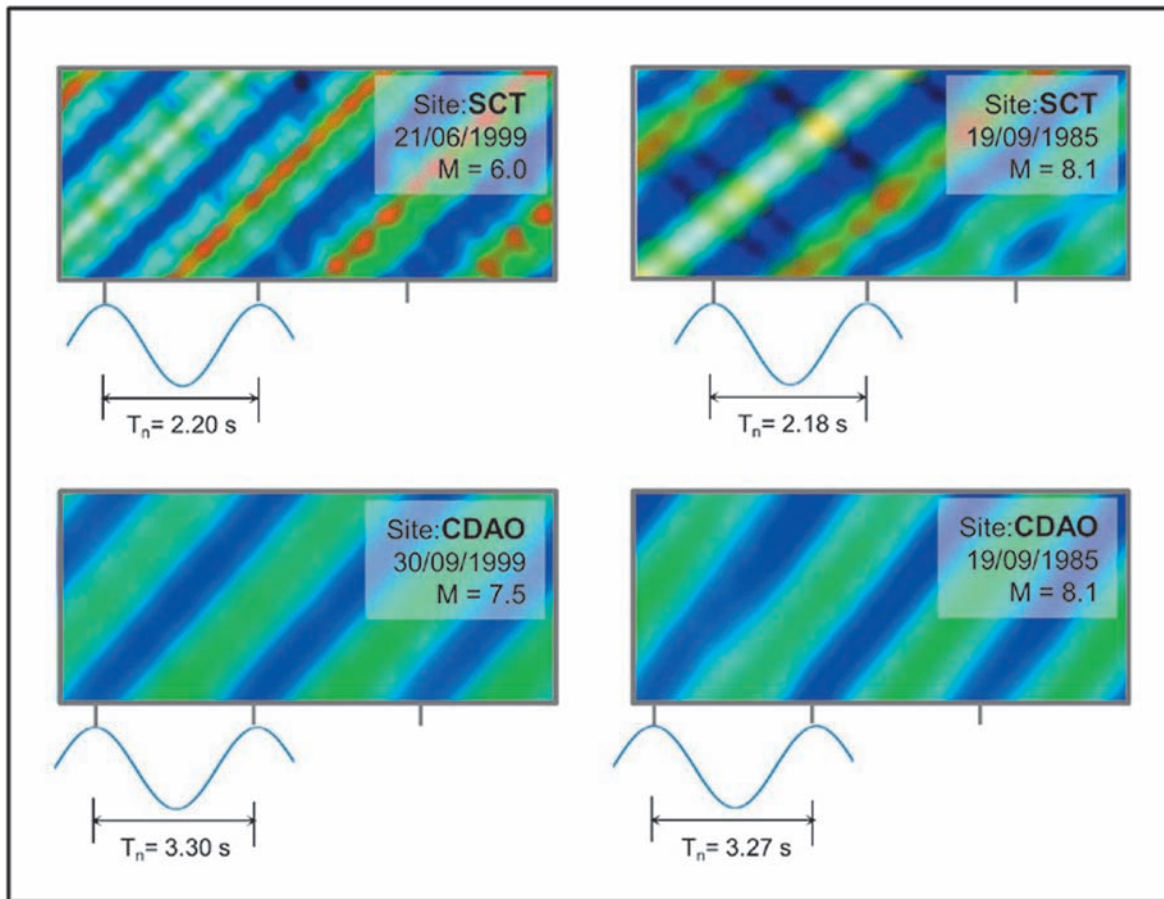 Site:SCT
21/06/1999
M = 6.0
Tn= 2.20 s
Site:SCT
19/09/1985
M = 8.1
Tn= 2.18 s
Site:CDAO
30/09/1999
M = 7.5
Tn= 3.30 s
Site:CDAO
19/09/1985
M = 8.1
Tn= 3.27 s